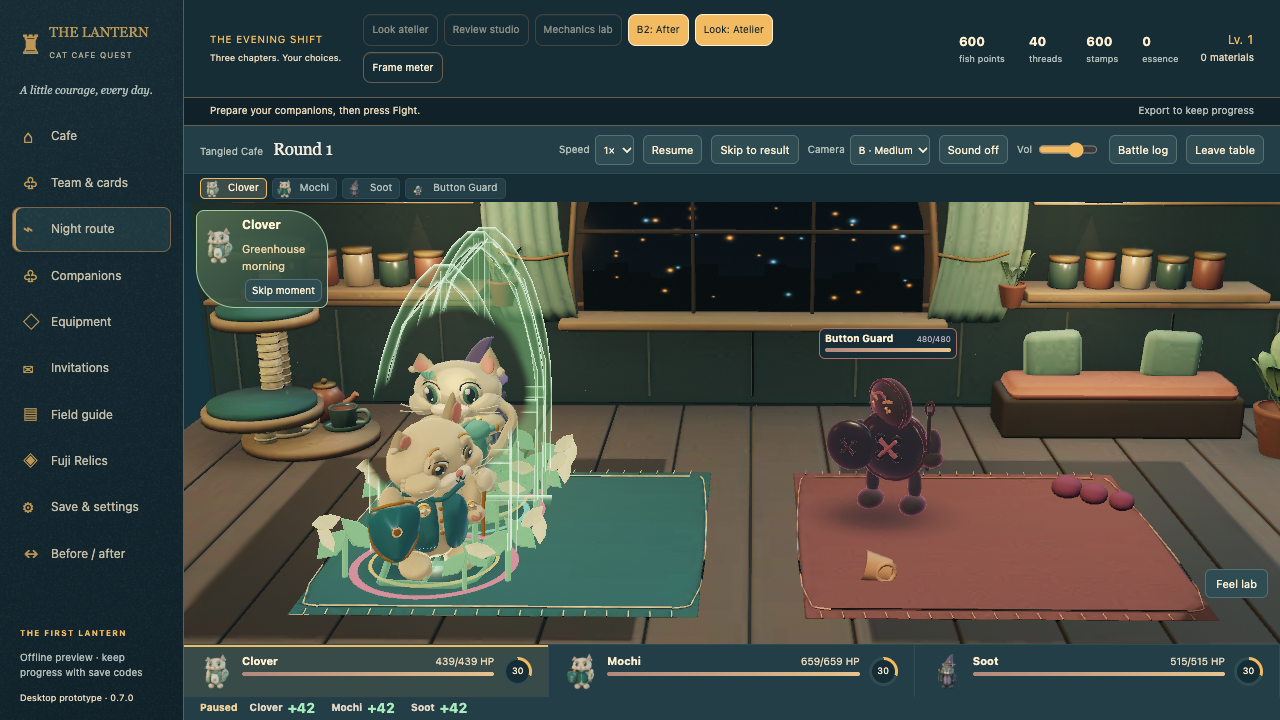 THE LANTERN
CAT CAFE QUEST
A little courage, every day.
Cafe
Team & cards
Night route
Companions
Equipment
Invitations
Field guide
Fuji Relics
Save & settings
Before / after
THE FIRST LANTERN
Offline preview · keep
progress with save codes
Desktop prototype · 0.7.0
THE EVENING SHIFT
Three chapters. Your choices.
Look atelier
Review studio
Mechanics lab
B2: After
Look: Atelier
Frame meter
600
fish points
40
threads
600
stamps
0
essence
Lv. 1
0 materials
Prepare your companions, then press Fight.
Export to keep progress
Tangled Cafe
Round 1
Speed
1×
Resume
Skip to result
Camera
B · Medium
Sound off
Vol
Battle log
Leave table
Clover
Mochi
Soot
Button Guard
Clover
Greenhouse
morning
Skip moment
Button Guard
480/480
Feel lab
Clover
439/439 HP
30
Mochi
659/659 HP
30
Soot
515/515 HP
30
Paused
Clover +42
Mochi +42
Soot +42